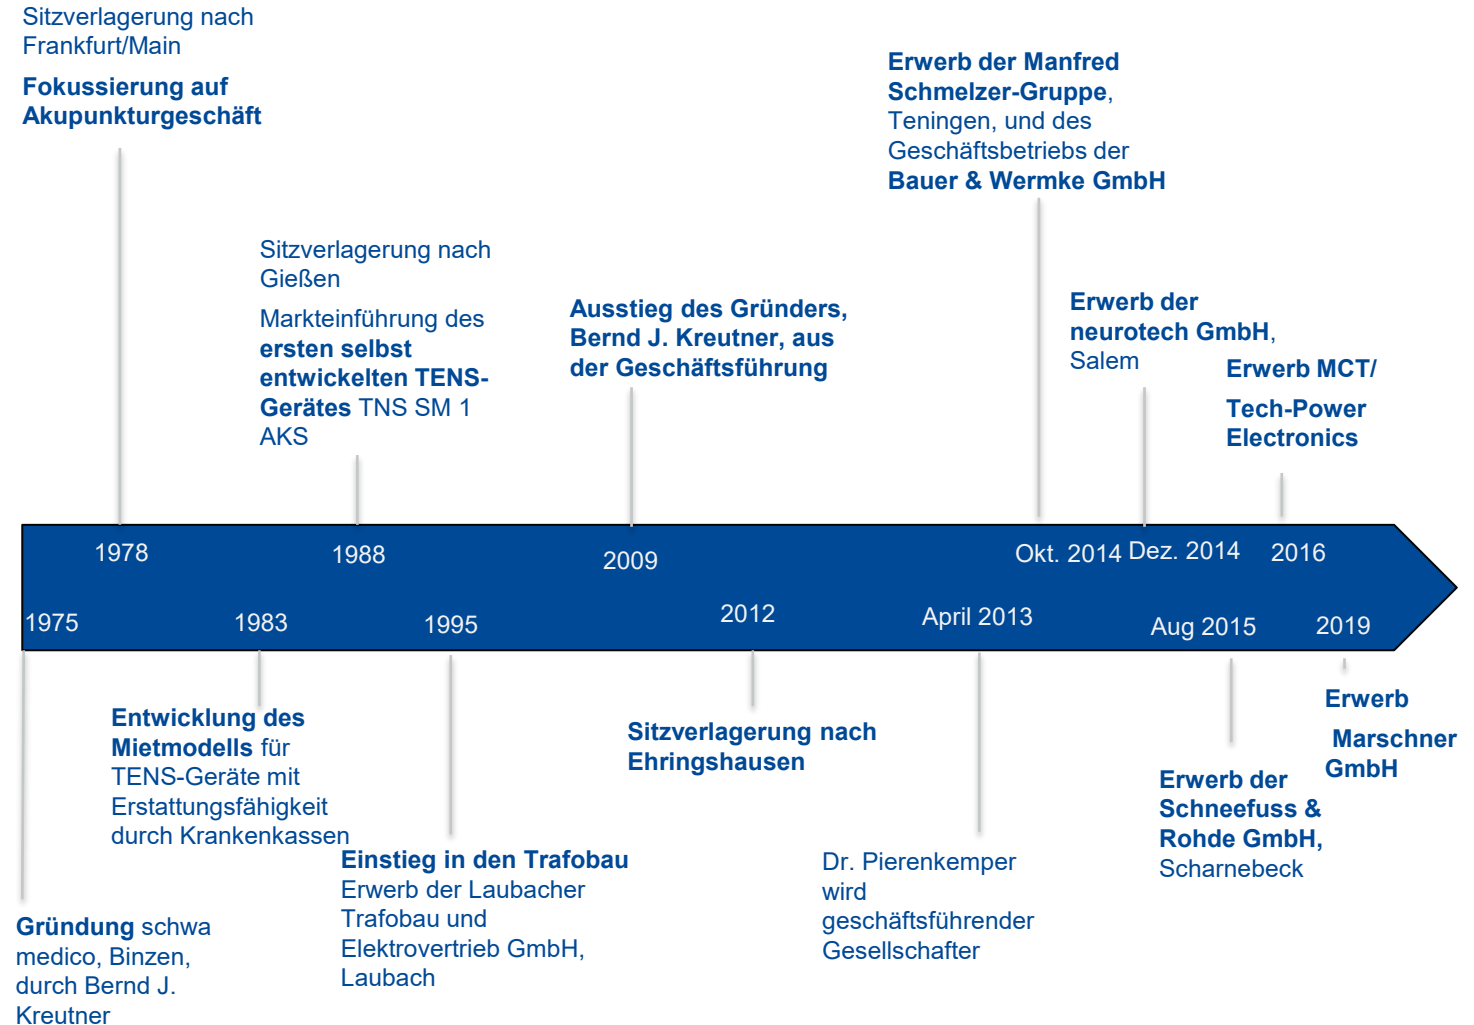 Sitzverlagerung nach
Frankfurt/Main
Fokussierung auf
Akupunkturgeschäft
Sitzverlagerung nach
Gießen
Markteinführung des
ersten selbst
entwickelten TENS-
Gerätes TNS SM 1
AKS
Ausstieg des Gründers,
Bernd J. Kreutner, aus
der Geschäftsführung
Erwerb der Manfred
Schmelzer-Gruppe,
Teningen, und des
Geschäftsbetriebs der
Bauer & Wermke GmbH
Erwerb der
neurotech GmbH,
Salem
Erwerb MCT/
Tech-Power
Electronics
1978
1988
2009
Okt. 2014
Dez. 2014
2016
1975
1983
1995
2012
April 2013
Aug 2015
2019
Gründung schwa
medico, Binzen,
durch Bernd J.
Kreutner
Entwicklung des
Mietmodells für
TENS-Geräte mit
Erstattungsfähigkeit
durch Krankenkassen
Einstieg in den Trafobau
Erwerb der Laubacher
Trafobau und
Elektrovertrieb GmbH,
Laubach
Sitzverlagerung nach
Ehringshausen
Dr. Pierenkemper
wird
geschäftsführender
Gesellschafter
Erwerb der
Schneefuss &
Rohde GmbH,
Scharnebeck
Erwerb
Marschner
GmbH